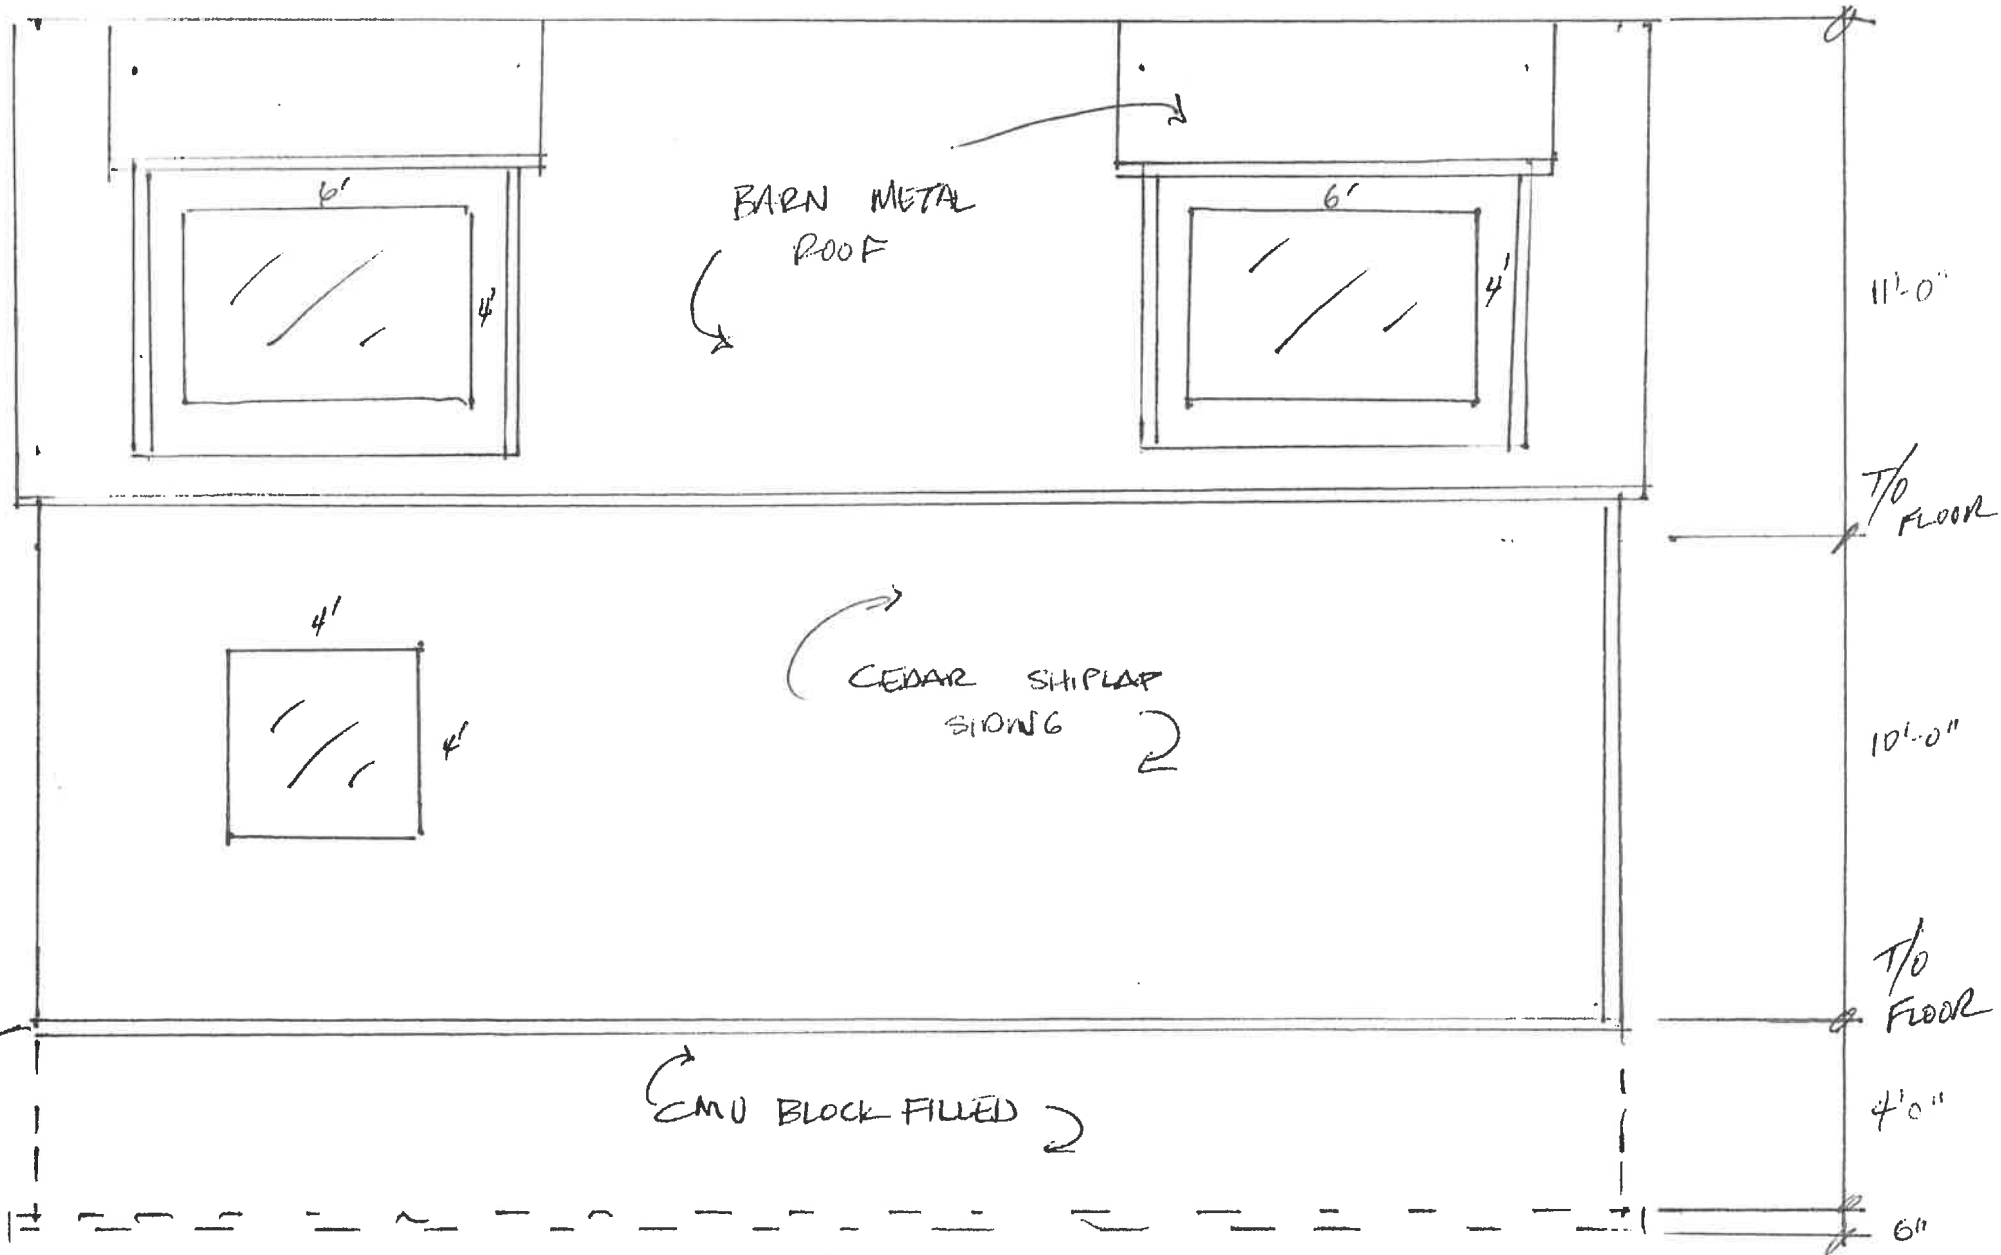 6'
4'
BARN METAL
ROOF
6'
4'
11'-0"
T/O
FLOOR
4'
4'
CEDAR SHIPLAP
SIDING
10'-0"
T/O
FLOOR
CMU BLOCK FILLED
4'0"
6"